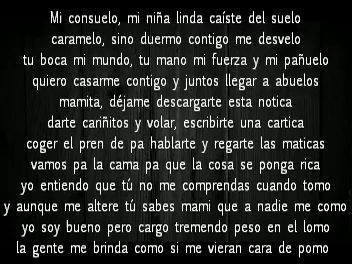 Mi consuelo, mi niña linda caíste del suelo
caramelo, sino duermo contigo me desvelo
tu boca mi mundo, tu mano mi fuerza y mi pañuelo
quiero casarme contigo y juntos llegar a abuelos
mamita, déjame descargarte esta notica
darte cariñitos y volar, escribirte una cartica
coger el pren de pa hablarte y regarte las maticas
vamos pa la cama pa que la cosa se ponga rica
yo entiendo que tú no me comprendas cuando tomo
y aunque me altere tú sabes mami que a nadie me como
yo soy bueno pero cargo tremendo peso en el lomo
la gente me brinda como si me vieran cara de pomo